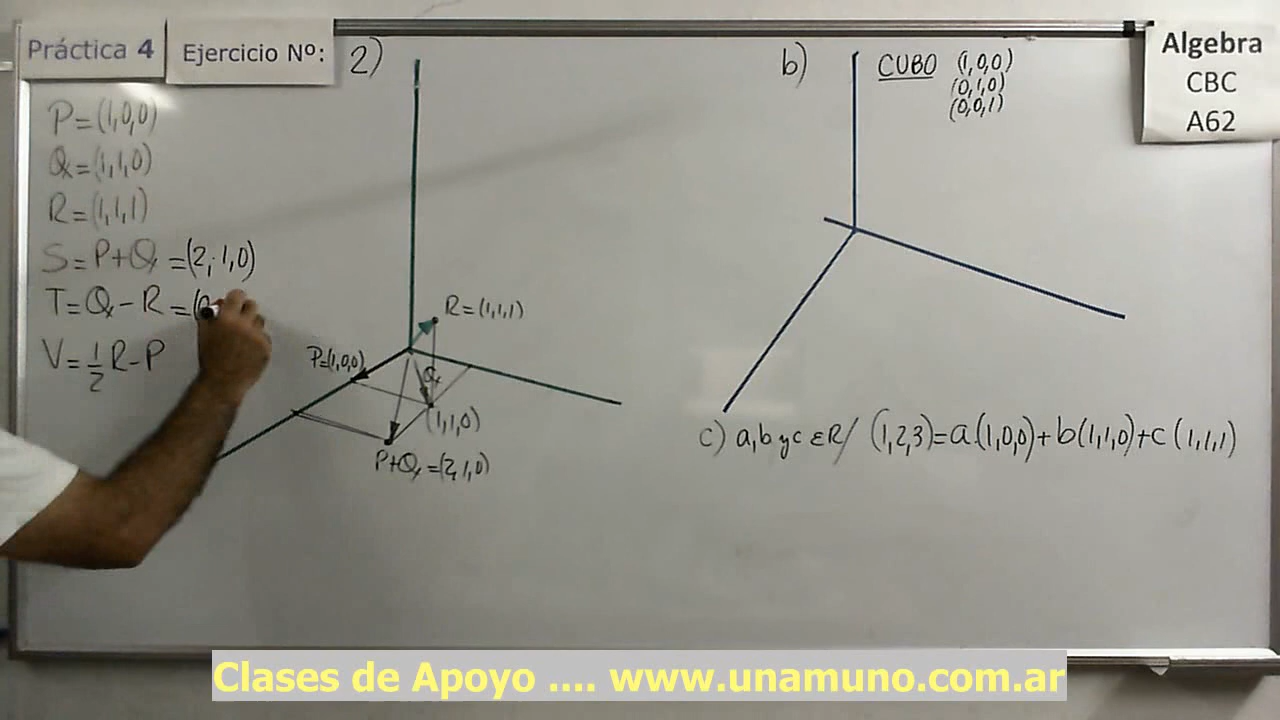 Práctica 4
Ejercicio Nº: 2)
P=(1,0,0)
Q=(1,1,0)
R=(1,1,1)
S=P+Q=(2,1,0)
T=Q-R=(0
V=1/2 R-P
R=(1,1,1)
P=(1,0,0)
Q
(1,1,0)
P+Q=(2,1,0)
b) CUBO (1,0,0)
(0,1,0)
(0,0,1)
Algebra
CBC
A62
c) a,b y c ∈ R/ (1,2,3)=a.(1,0,0)+b(1,1,0)+c(1,1,1)
Clases de Apoyo .... www.unamuno.com.ar